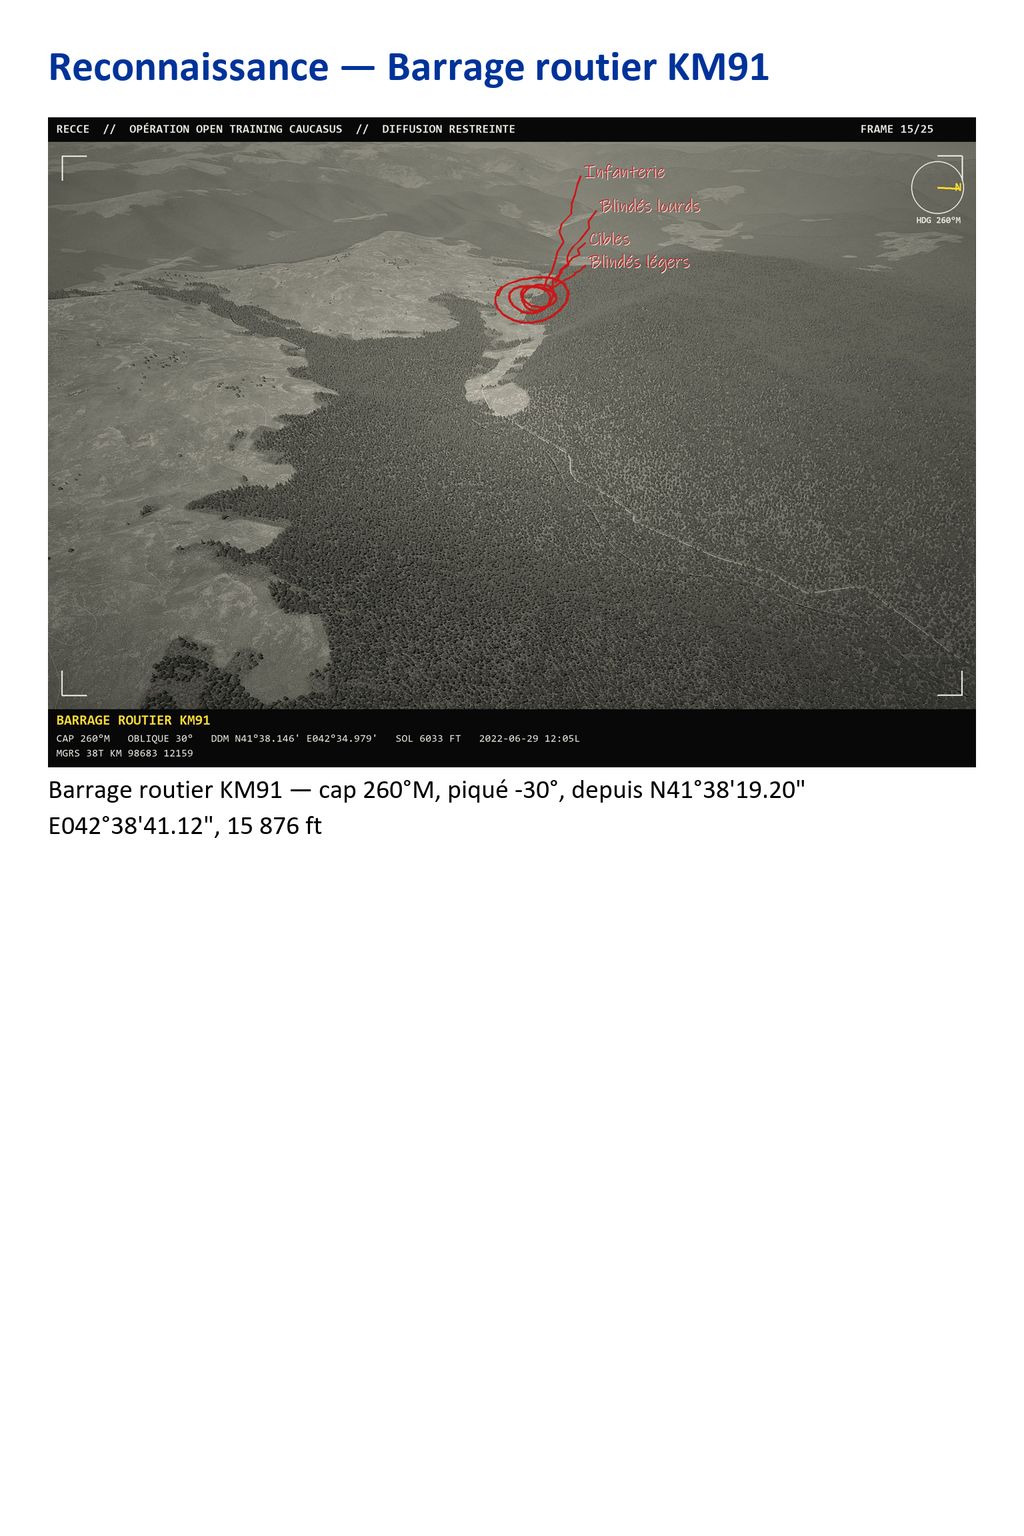 Reconnaissance — Barrage routier KM91
RECCE // OPÉRATION OPEN TRAINING CAUCASUS // DIFFUSION RESTREINTE FRAME 15/25
Infanterie
N
Blindés lourds
HDG 260°M
Cibles
Blindés légers
BARRAGE ROUTIER KM91
CAP 260°M OBLIQUE 30° DDM N41°38.146' E042°34.979' SOL 6033 FT 2022-06-29 12:05L
MGRS 38T KM 98683 12159
Barrage routier KM91 — cap 260°M, piqué -30°, depuis N41°38'19.20"
E042°38'41.12", 15 876 ft